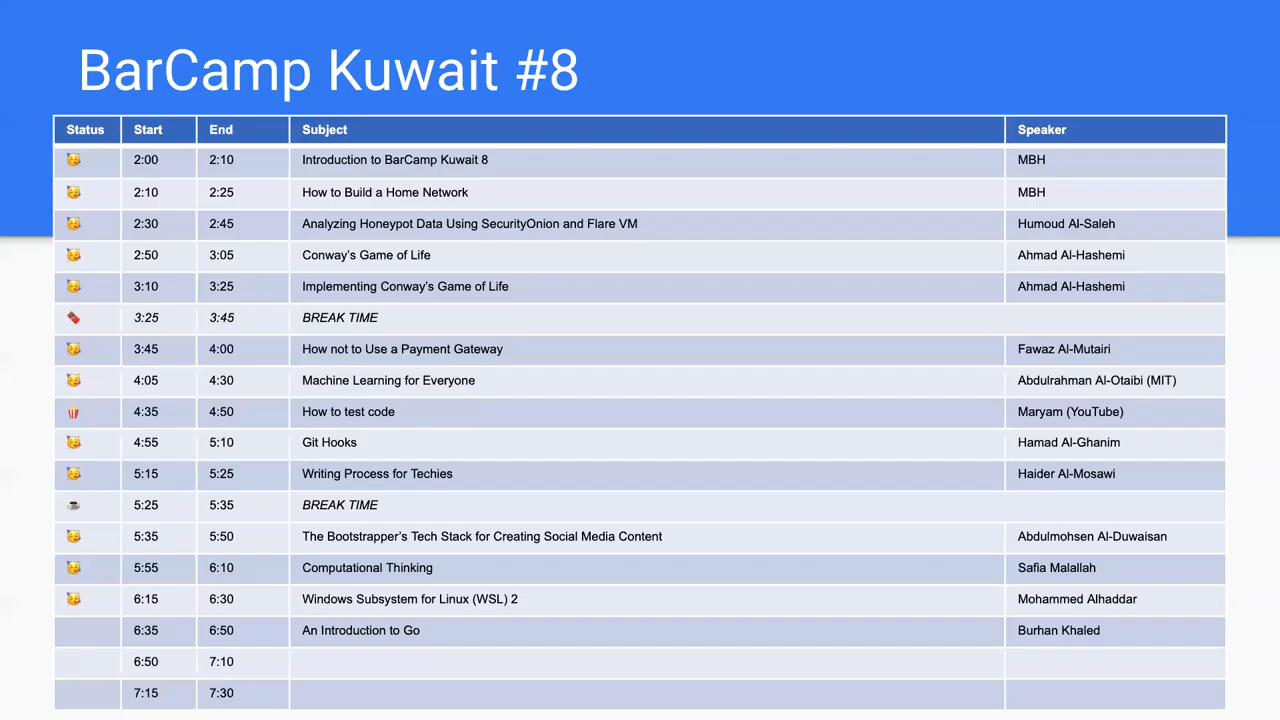 BarCamp Kuwait #8
Status Start End Subject Speaker
🥳 2:00 2:10 Introduction to BarCamp Kuwait 8 MBH
🥳 2:10 2:25 How to Build a Home Network MBH
🥳 2:30 2:45 Analyzing Honeypot Data Using SecurityOnion and Flare VM Humoud Al-Saleh
🥳 2:50 3:05 Conway’s Game of Life Ahmad Al-Hashemi
🥳 3:10 3:25 Implementing Conway’s Game of Life Ahmad Al-Hashemi
🍫 3:25 3:45 BREAK TIME
🥳 3:45 4:00 How not to Use a Payment Gateway Fawaz Al-Mutairi
🥳 4:05 4:30 Machine Learning for Everyone Abdulrahman Al-Otaibi (MIT)
🍿 4:35 4:50 How to test code Maryam (YouTube)
🥳 4:55 5:10 Git Hooks Hamad Al-Ghanim
🥳 5:15 5:25 Writing Process for Techies Haider Al-Mosawi
☕ 5:25 5:35 BREAK TIME
🥳 5:35 5:50 The Bootstrapper’s Tech Stack for Creating Social Media Content Abdulmohsen Al-Duwaisan
🥳 5:55 6:10 Computational Thinking Safia Malallah
🥳 6:15 6:30 Windows Subsystem for Linux (WSL) 2 Mohammed Alhaddar
6:35 6:50 An Introduction to Go Burhan Khaled
6:50 7:10
7:15 7:30